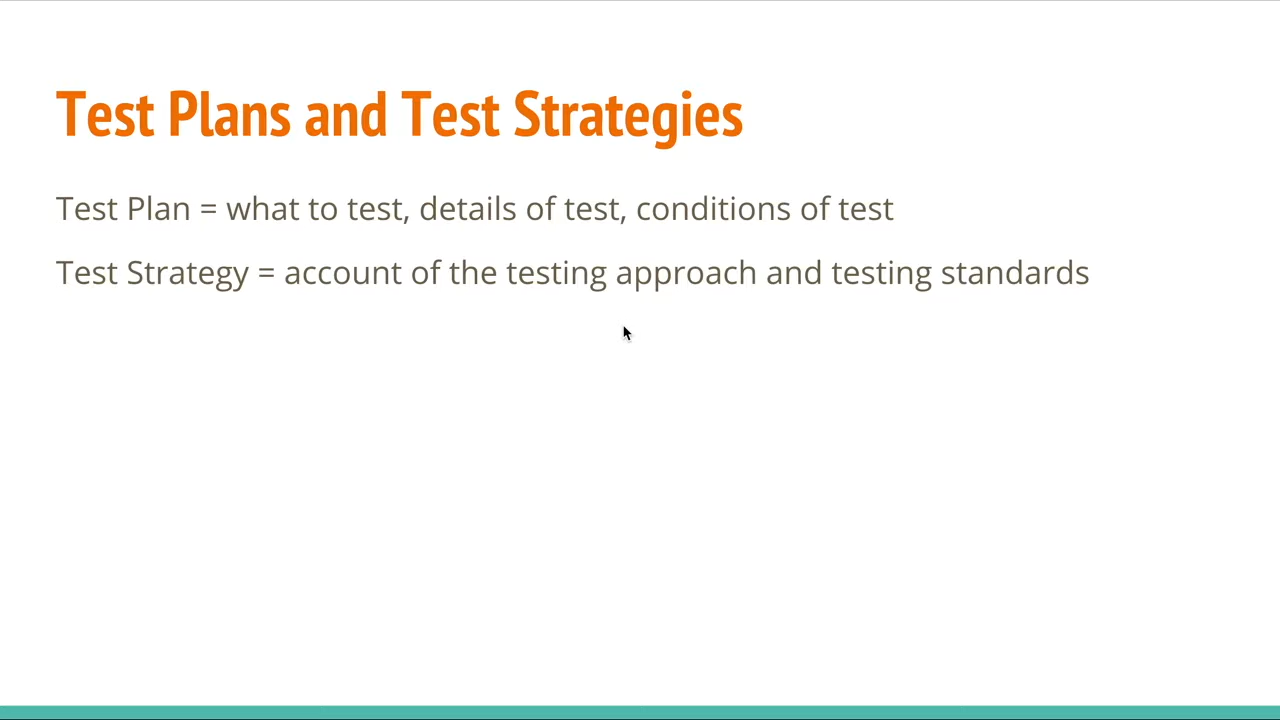 Test Plans and Test Strategies
Test Plan = what to test, details of test, conditions of test
Test Strategy = account of the testing approach and testing standards